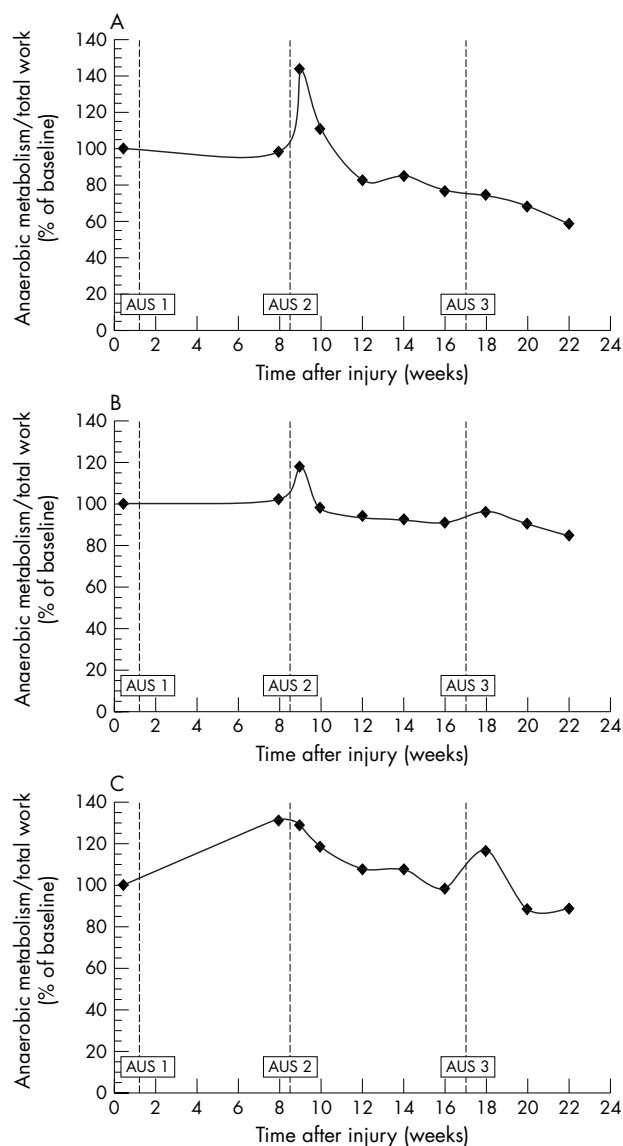 A
Anaerobic metabolism/total work
(% of baseline)
140
120
100
80
60
40
20
0
AUS 1
AUS 2
AUS 3
0 2 4 6 8 10 12 14 16 18 20 22 24
Time after injury (weeks)
B
Anaerobic metabolism/total work
(% of baseline)
140
120
100
80
60
40
20
0
AUS 1
AUS 2
AUS 3
0 2 4 6 8 10 12 14 16 18 20 22 24
Time after injury (weeks)
C
Anaerobic metabolism/total work
(% of baseline)
140
120
100
80
60
40
20
0
AUS 1
AUS 2
AUS 3
0 2 4 6 8 10 12 14 16 18 20 22 24
Time after injury (weeks)